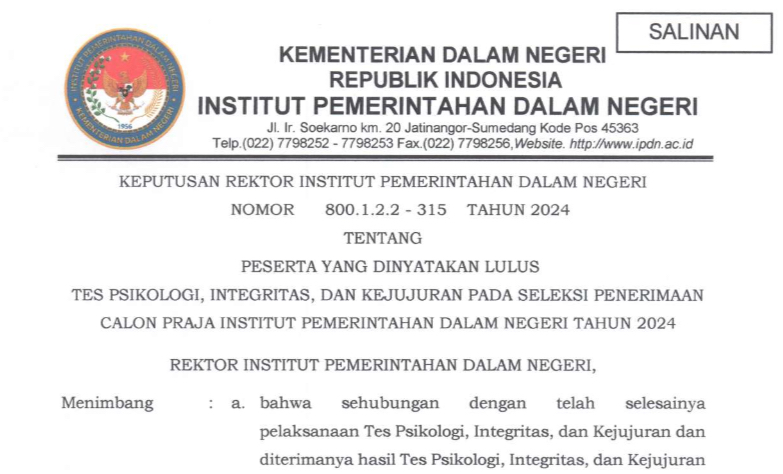 SALINAN
INSTITUT PEMERINTAHAN DALAM NEGERI
1956
KEMENTERIAN DALAM NEGERI
KEMENTERIAN DALAM NEGERI
REPUBLIK INDONESIA
INSTITUT PEMERINTAHAN DALAM NEGERI
Jl. Ir. Soekarno km. 20 Jatinangor-Sumedang Kode Pos 45363
Telp.(022) 7798252 - 7798253 Fax.(022) 7798256,Website. http://www.ipdn.ac.id
KEPUTUSAN REKTOR INSTITUT PEMERINTAHAN DALAM NEGERI
NOMOR 800.1.2.2 - 315 TAHUN 2024
TENTANG
PESERTA YANG DINYATAKAN LULUS
TES PSIKOLOGI, INTEGRITAS, DAN KEJUJURAN PADA SELEKSI PENERIMAAN
CALON PRAJA INSTITUT PEMERINTAHAN DALAM NEGERI TAHUN 2024
REKTOR INSTITUT PEMERINTAHAN DALAM NEGERI,
Menimbang : a. bahwa sehubungan dengan telah selesainya
pelaksanaan Tes Psikologi, Integritas, dan Kejujuran dan
diterimanya hasil Tes Psikologi, Integritas, dan Kejujuran